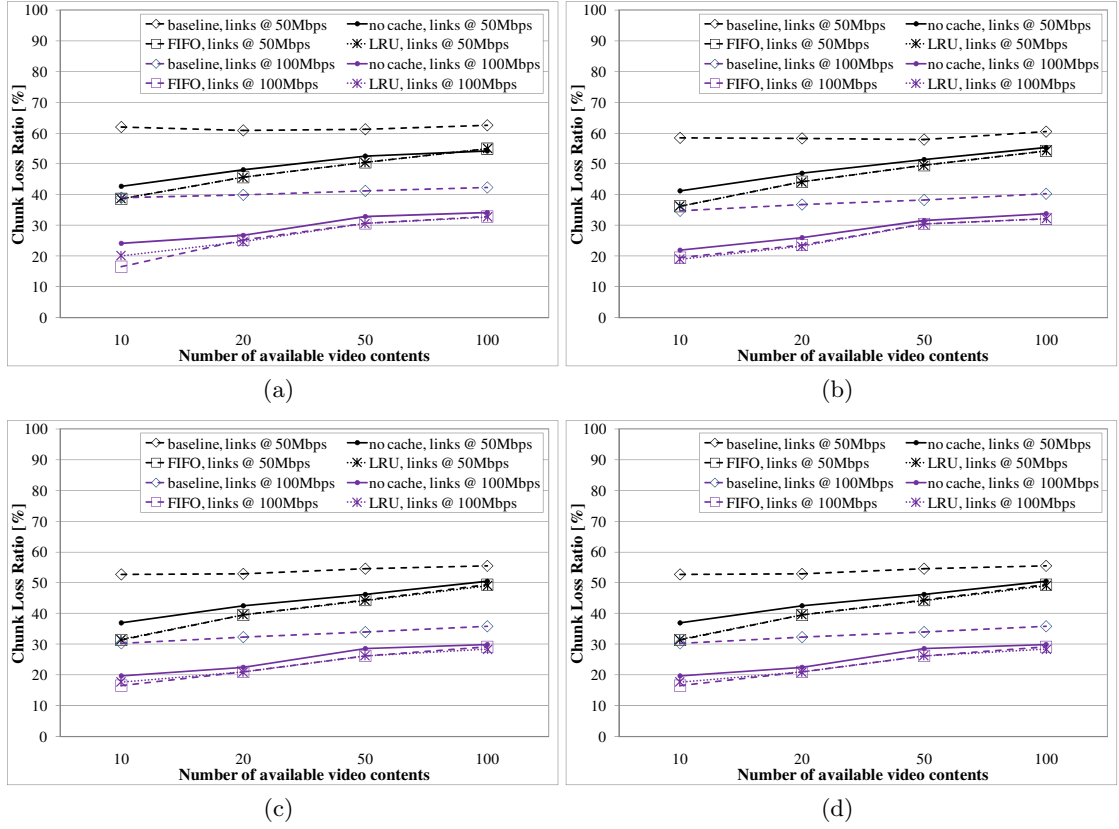 100
90
80
70
60
50
40
30
20
10
0
Chunk Loss Ratio [%]
baseline, links @ 50Mbps
no cache, links @ 50Mbps
FIFO, links @ 50Mbps
LRU, links @ 50Mbps
baseline, links @ 100Mbps
no cache, links @ 100Mbps
FIFO, links @ 100Mbps
LRU, links @ 100Mbps
10 20 50 100
Number of available video contents
(a)
100
90
80
70
60
50
40
30
20
10
0
Chunk Loss Ratio [%]
baseline, links @ 50Mbps
no cache, links @ 50Mbps
FIFO, links @ 50Mbps
LRU, links @ 50Mbps
baseline, links @ 100Mbps
no cache, links @ 100Mbps
FIFO, links @ 100Mbps
LRU, links @ 100Mbps
10 20 50 100
Number of available video contents
(b)
100
90
80
70
60
50
40
30
20
10
0
Chunk Loss Ratio [%]
baseline, links @ 50Mbps
no cache, links @ 50Mbps
FIFO, links @ 50Mbps
LRU, links @ 50Mbps
baseline, links @ 100Mbps
no cache, links @ 100Mbps
FIFO, links @ 100Mbps
LRU, links @ 100Mbps
10 20 50 100
Number of available video contents
(c)
100
90
80
70
60
50
40
30
20
10
0
Chunk Loss Ratio [%]
baseline, links @ 50Mbps
no cache, links @ 50Mbps
FIFO, links @ 50Mbps
LRU, links @ 50Mbps
baseline, links @ 100Mbps
no cache, links @ 100Mbps
FIFO, links @ 100Mbps
LRU, links @ 100Mbps
10 20 50 100
Number of available video contents
(d)